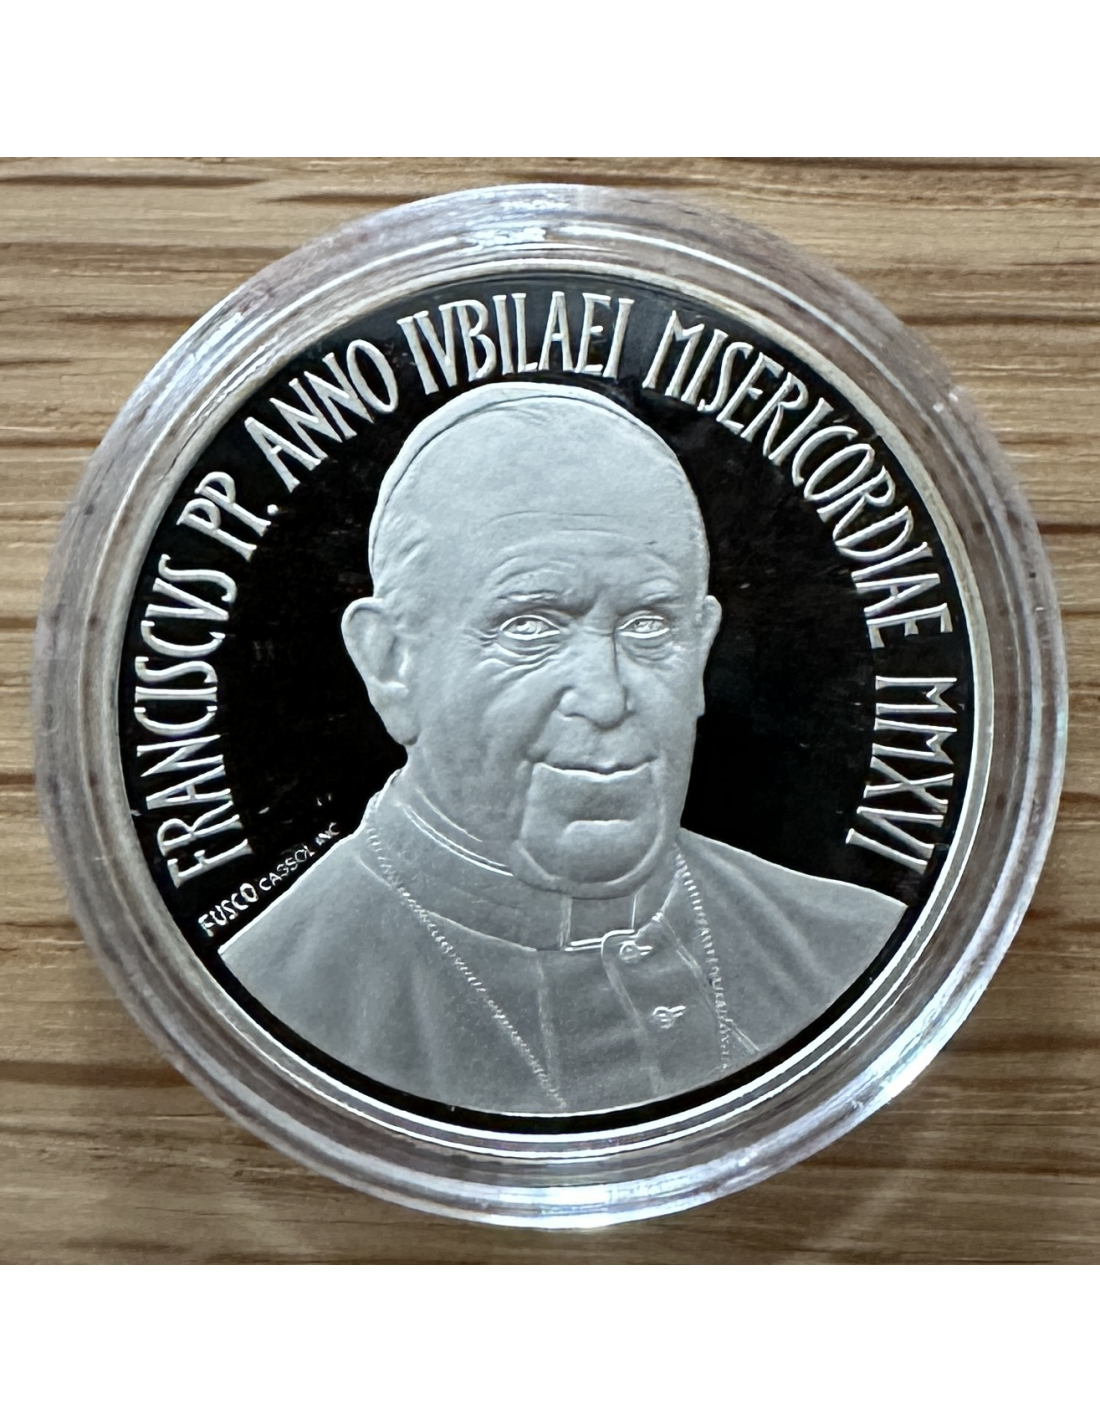 FRANCISCVS PP. ANNO IVBILAEI MISERICORDIAE MMXVI
FUSCO CASSOL INC